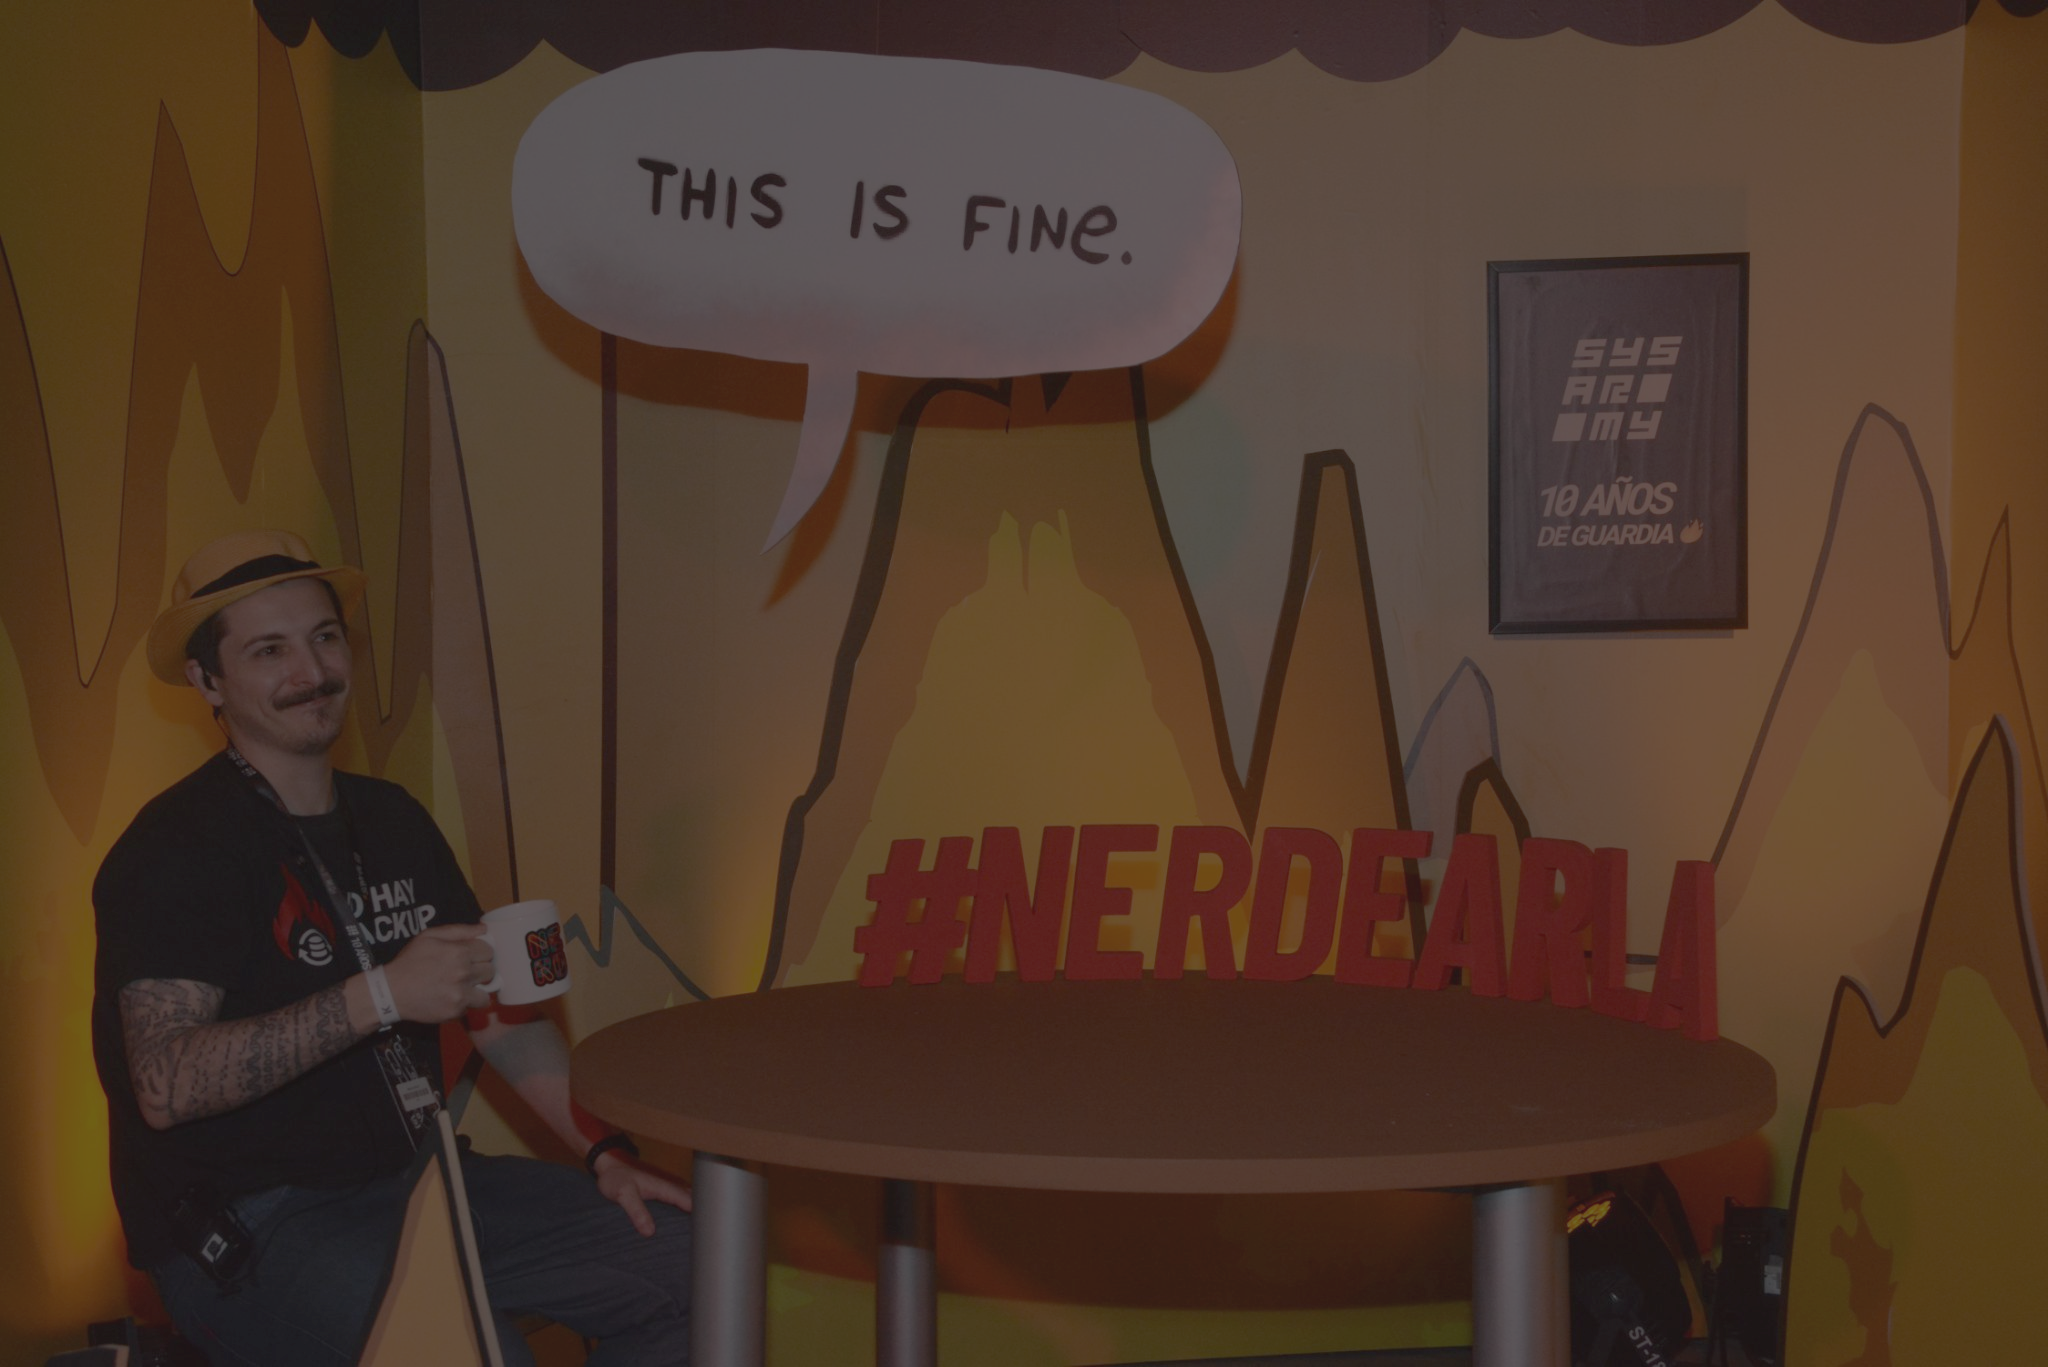 THIS IS FINe.
SYS
AR
MY
10 AÑOS
DE GUARDIA
HAY
ACKUP
#NERDEARLA